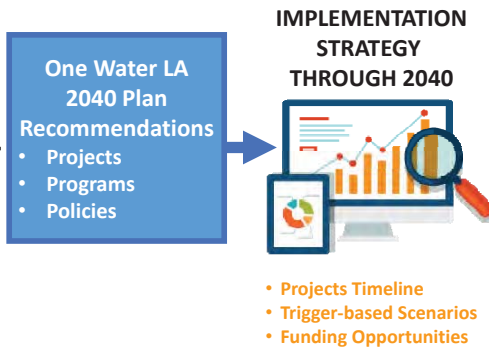 One Water LA
2040 Plan
Recommendations
• Projects
• Programs
• Policies
IMPLEMENTATION
STRATEGY
THROUGH 2040
• Projects Timeline
• Trigger-based Scenarios
• Funding Opportunities